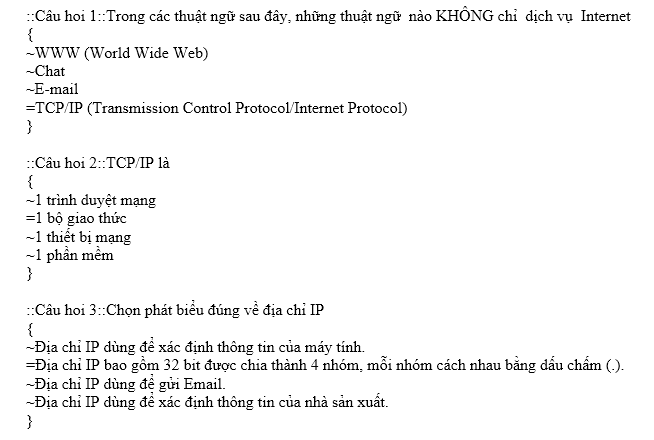 ::Câu hoi 1::Trong các thuật ngữ sau đây, những thuật ngữ nào KHÔNG chỉ dịch vụ Internet
{
~WWW (World Wide Web)
~Chat
~E-mail
=TCP/IP (Transmission Control Protocol/Internet Protocol)
}
::Câu hoi 2::TCP/IP là
{
~1 trình duyệt mạng
=1 bộ giao thức
~1 thiết bị mạng
~1 phần mềm
}
::Câu hoi 3::Chọn phát biểu đúng về địa chỉ IP
{
~Địa chỉ IP dùng để xác định thông tin của máy tính.
=Địa chỉ IP bao gồm 32 bit được chia thành 4 nhóm, mỗi nhóm cách nhau bằng dấu chấm (.).
~Địa chỉ IP dùng để gửi Email.
~Địa chỉ IP dùng để xác định thông tin của nhà sản xuất.
}